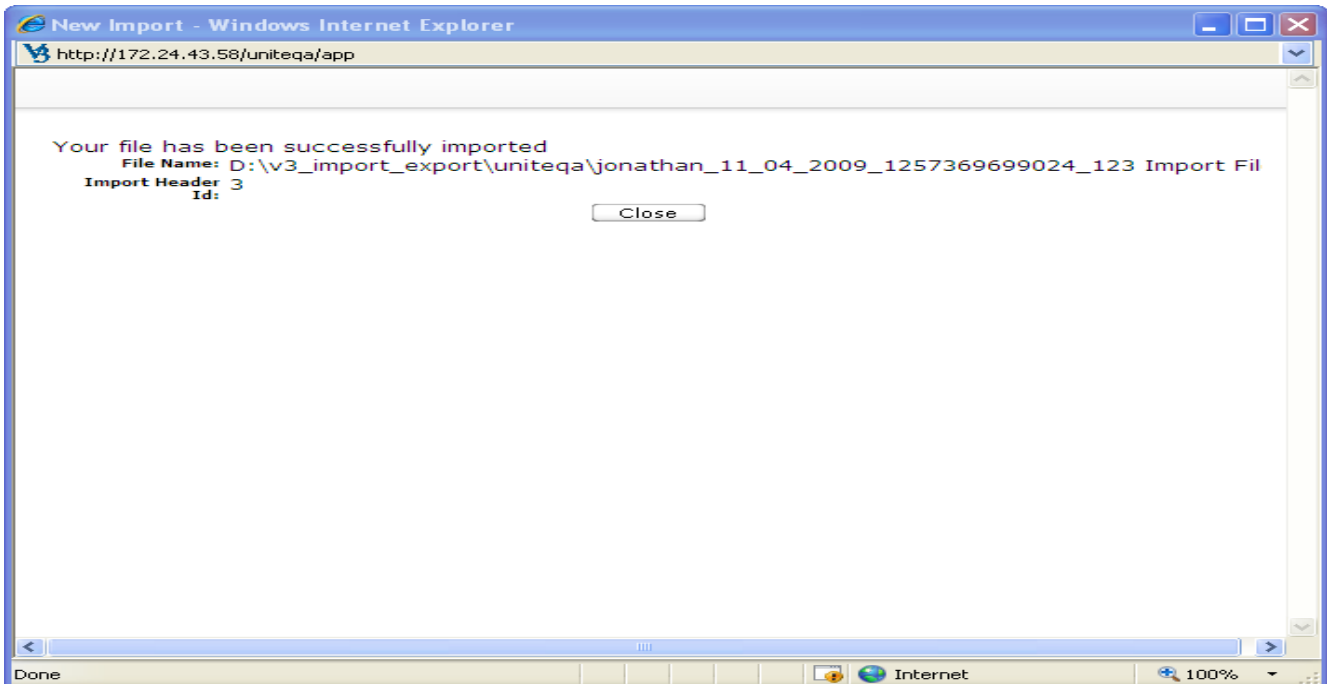 New Import - Windows Internet Explorer
http://172.24.43.58/uniteqa/app
Your file has been successfully imported
File Name: D:\v3_import_export\uniteqa\jonathan_11_04_2009_1257369699024_123 Import Fil
Import Header 3
Id:
Close
Done Internet 100%